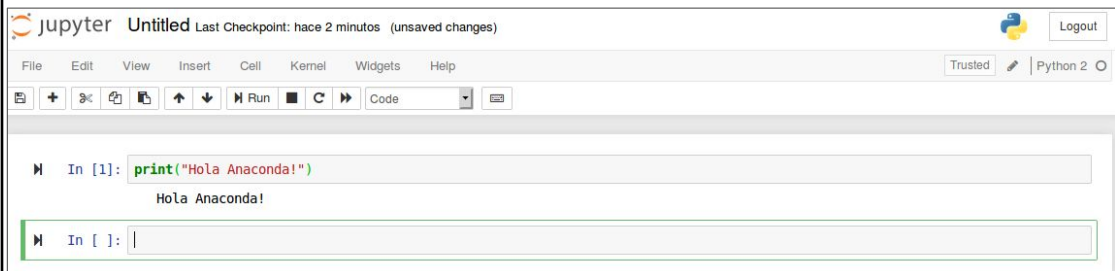 jupyter Untitled Last Checkpoint: hace 2 minutos (unsaved changes) Logout
File Edit View Insert Cell Kernel Widgets Help Trusted Python 2
Run Code
In [1]: print("Hola Anaconda!")
Hola Anaconda!
In [ ]: